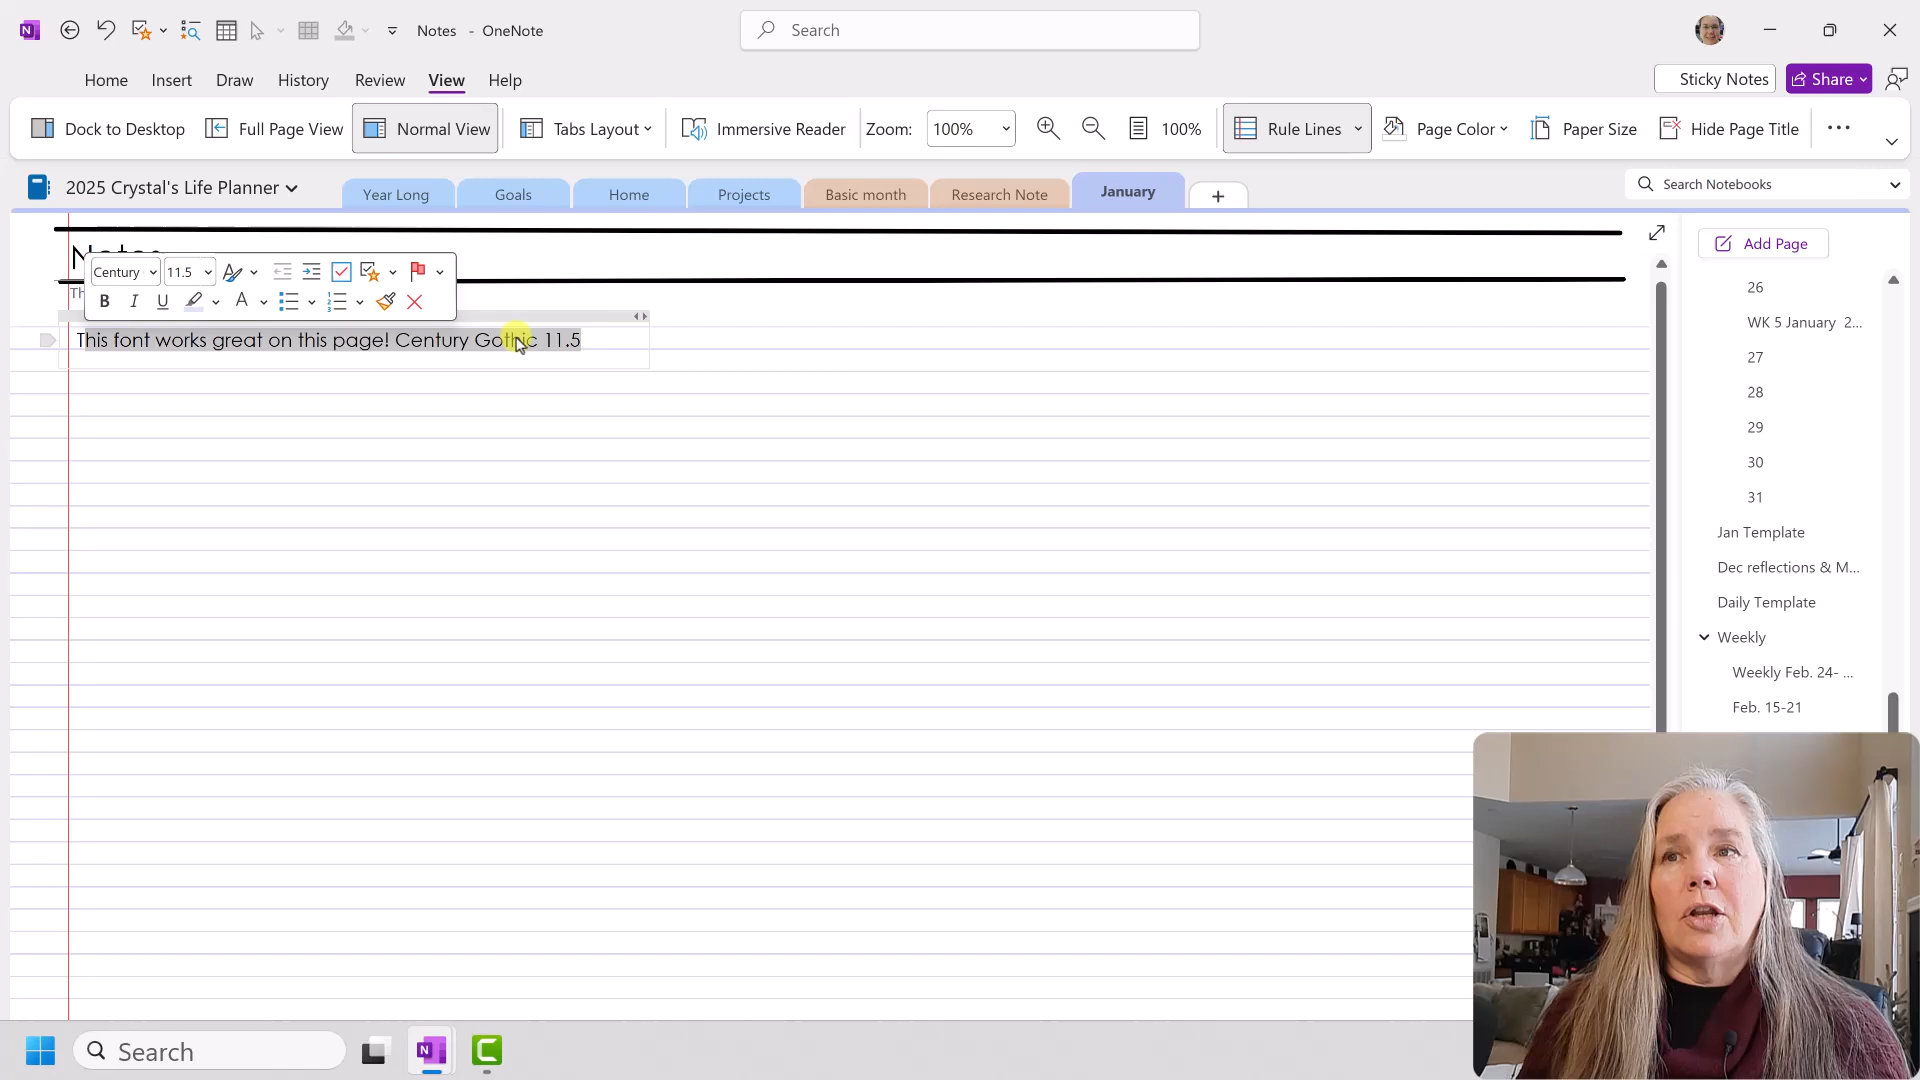 Notes - OneNote
Search
Home Insert Draw History Review View Help
Sticky Notes Share
Dock to Desktop Full Page View Normal View Tabs Layout Immersive Reader Zoom: 100% 100% Rule Lines Page Color Paper Size Hide Page Title
2025 Crystal's Life Planner Year Long Goals Home Projects Basic month Research Note January Search Notebooks
Notes
Add Page
Century 11.5
B I U A
This font works great on this page! Century Gothic 11.5
26
WK 5 January 2...
27
28
29
30
31
Jan Template
Dec reflections & M...
Daily Template
Weekly
Weekly Feb. 24- ...
Feb. 15-21
Search